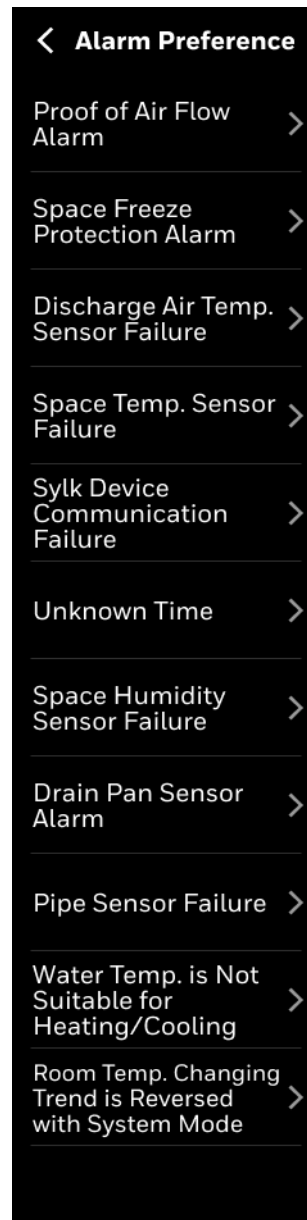 Alarm Preference
Proof of Air Flow
Alarm
Space Freeze
Protection Alarm
Discharge Air Temp.
Sensor Failure
Space Temp. Sensor
Failure
Sylk Device
Communication
Failure
Unknown Time
Space Humidity
Sensor Failure
Drain Pan Sensor
Alarm
Pipe Sensor Failure
Water Temp. is Not
Suitable for
Heating/Cooling
Room Temp. Changing
Trend is Reversed
with System Mode